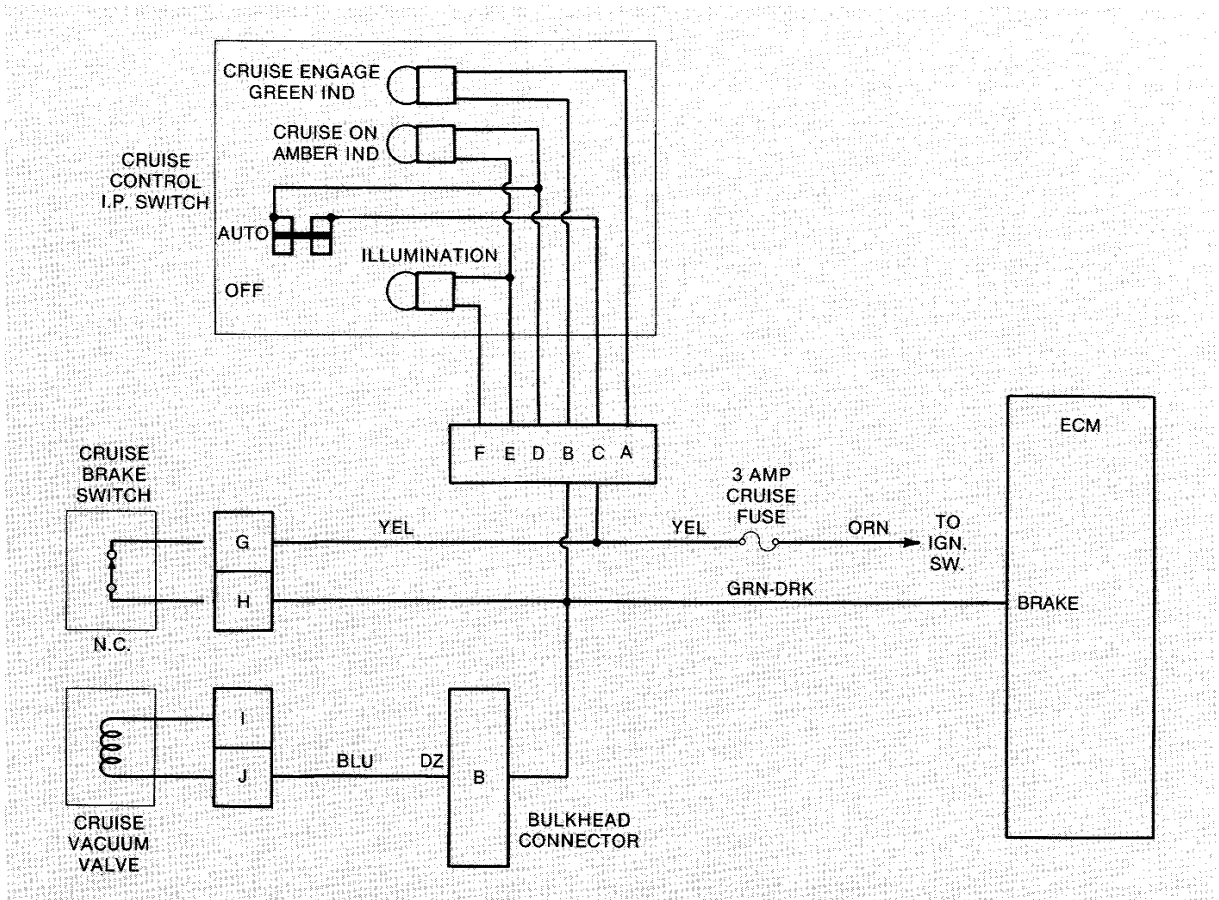 CRUISE ENGAGE
GREEN IND
CRUISE ON
AMBER IND
CRUISE
CONTROL
I.P. SWITCH
AUTO
ILLUMINATION
OFF
F E D B C A
ECM
CRUISE
BRAKE
SWITCH
3 AMP
CRUISE
FUSE
G
YEL
YEL
ORN
TO
IGN.
SW.
H
GRN-DRK
BRAKE
N.C.
I
J
BLU
DZ
B
CRUISE
VACUUM
VALVE
BULKHEAD
CONNECTOR